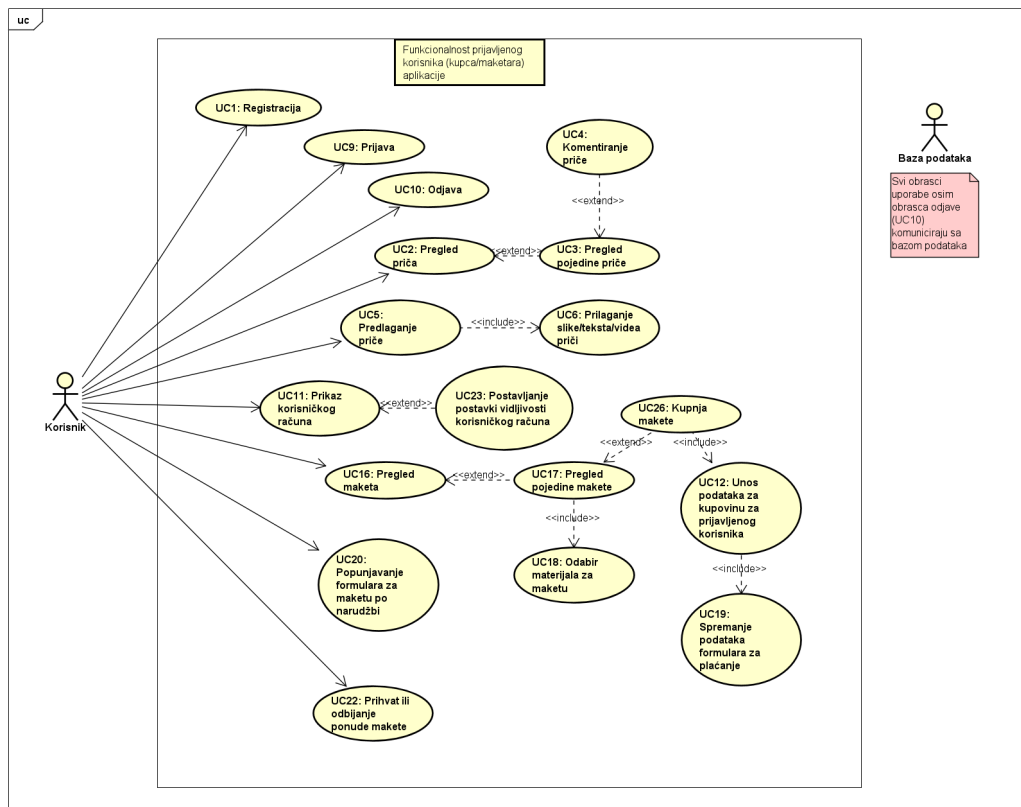 uc
Funkcionalnost prijavljenog
korisnika (kupca/maketara)
aplikacije
UC1: Registracija
UC9: Prijava
UC4:
Komentiranje
priče
UC10: Odjava
<<extend>>
UC2: Pregled
priča
<<extend>>
UC3: Pregled
pojedine priče
UC5:
Predlaganje
priče
<<include>>
UC6: Prilaganje
slike/teksta/videa
priči
Korisnik
UC11: Prikaz
korisničkog
računa
<<extend>>
UC23: Postavljanje
postavki vidljivosti
korisničkog računa
UC26: Kupnja
makete
<<extend>>
<<include>>
UC16: Pregled
maketa
<<extend>>
UC17: Pregled
pojedine makete
UC12: Unos
podataka za
kupovinu za
prijavljenog
korisnika
<<include>>
UC18: Odabir
materijala za
maketu
<<include>>
UC20:
Popunjavanje
formulara za
maketu po
narudžbi
UC19:
Spremanje
podataka
formulara za
plaćanje
UC22: Prihvat ili
odbijanje
ponude makete
Baza podataka
Svi obrasci
uporabe osim
obrasca odjave
(UC10)
komuniciraju sa
bazom podataka